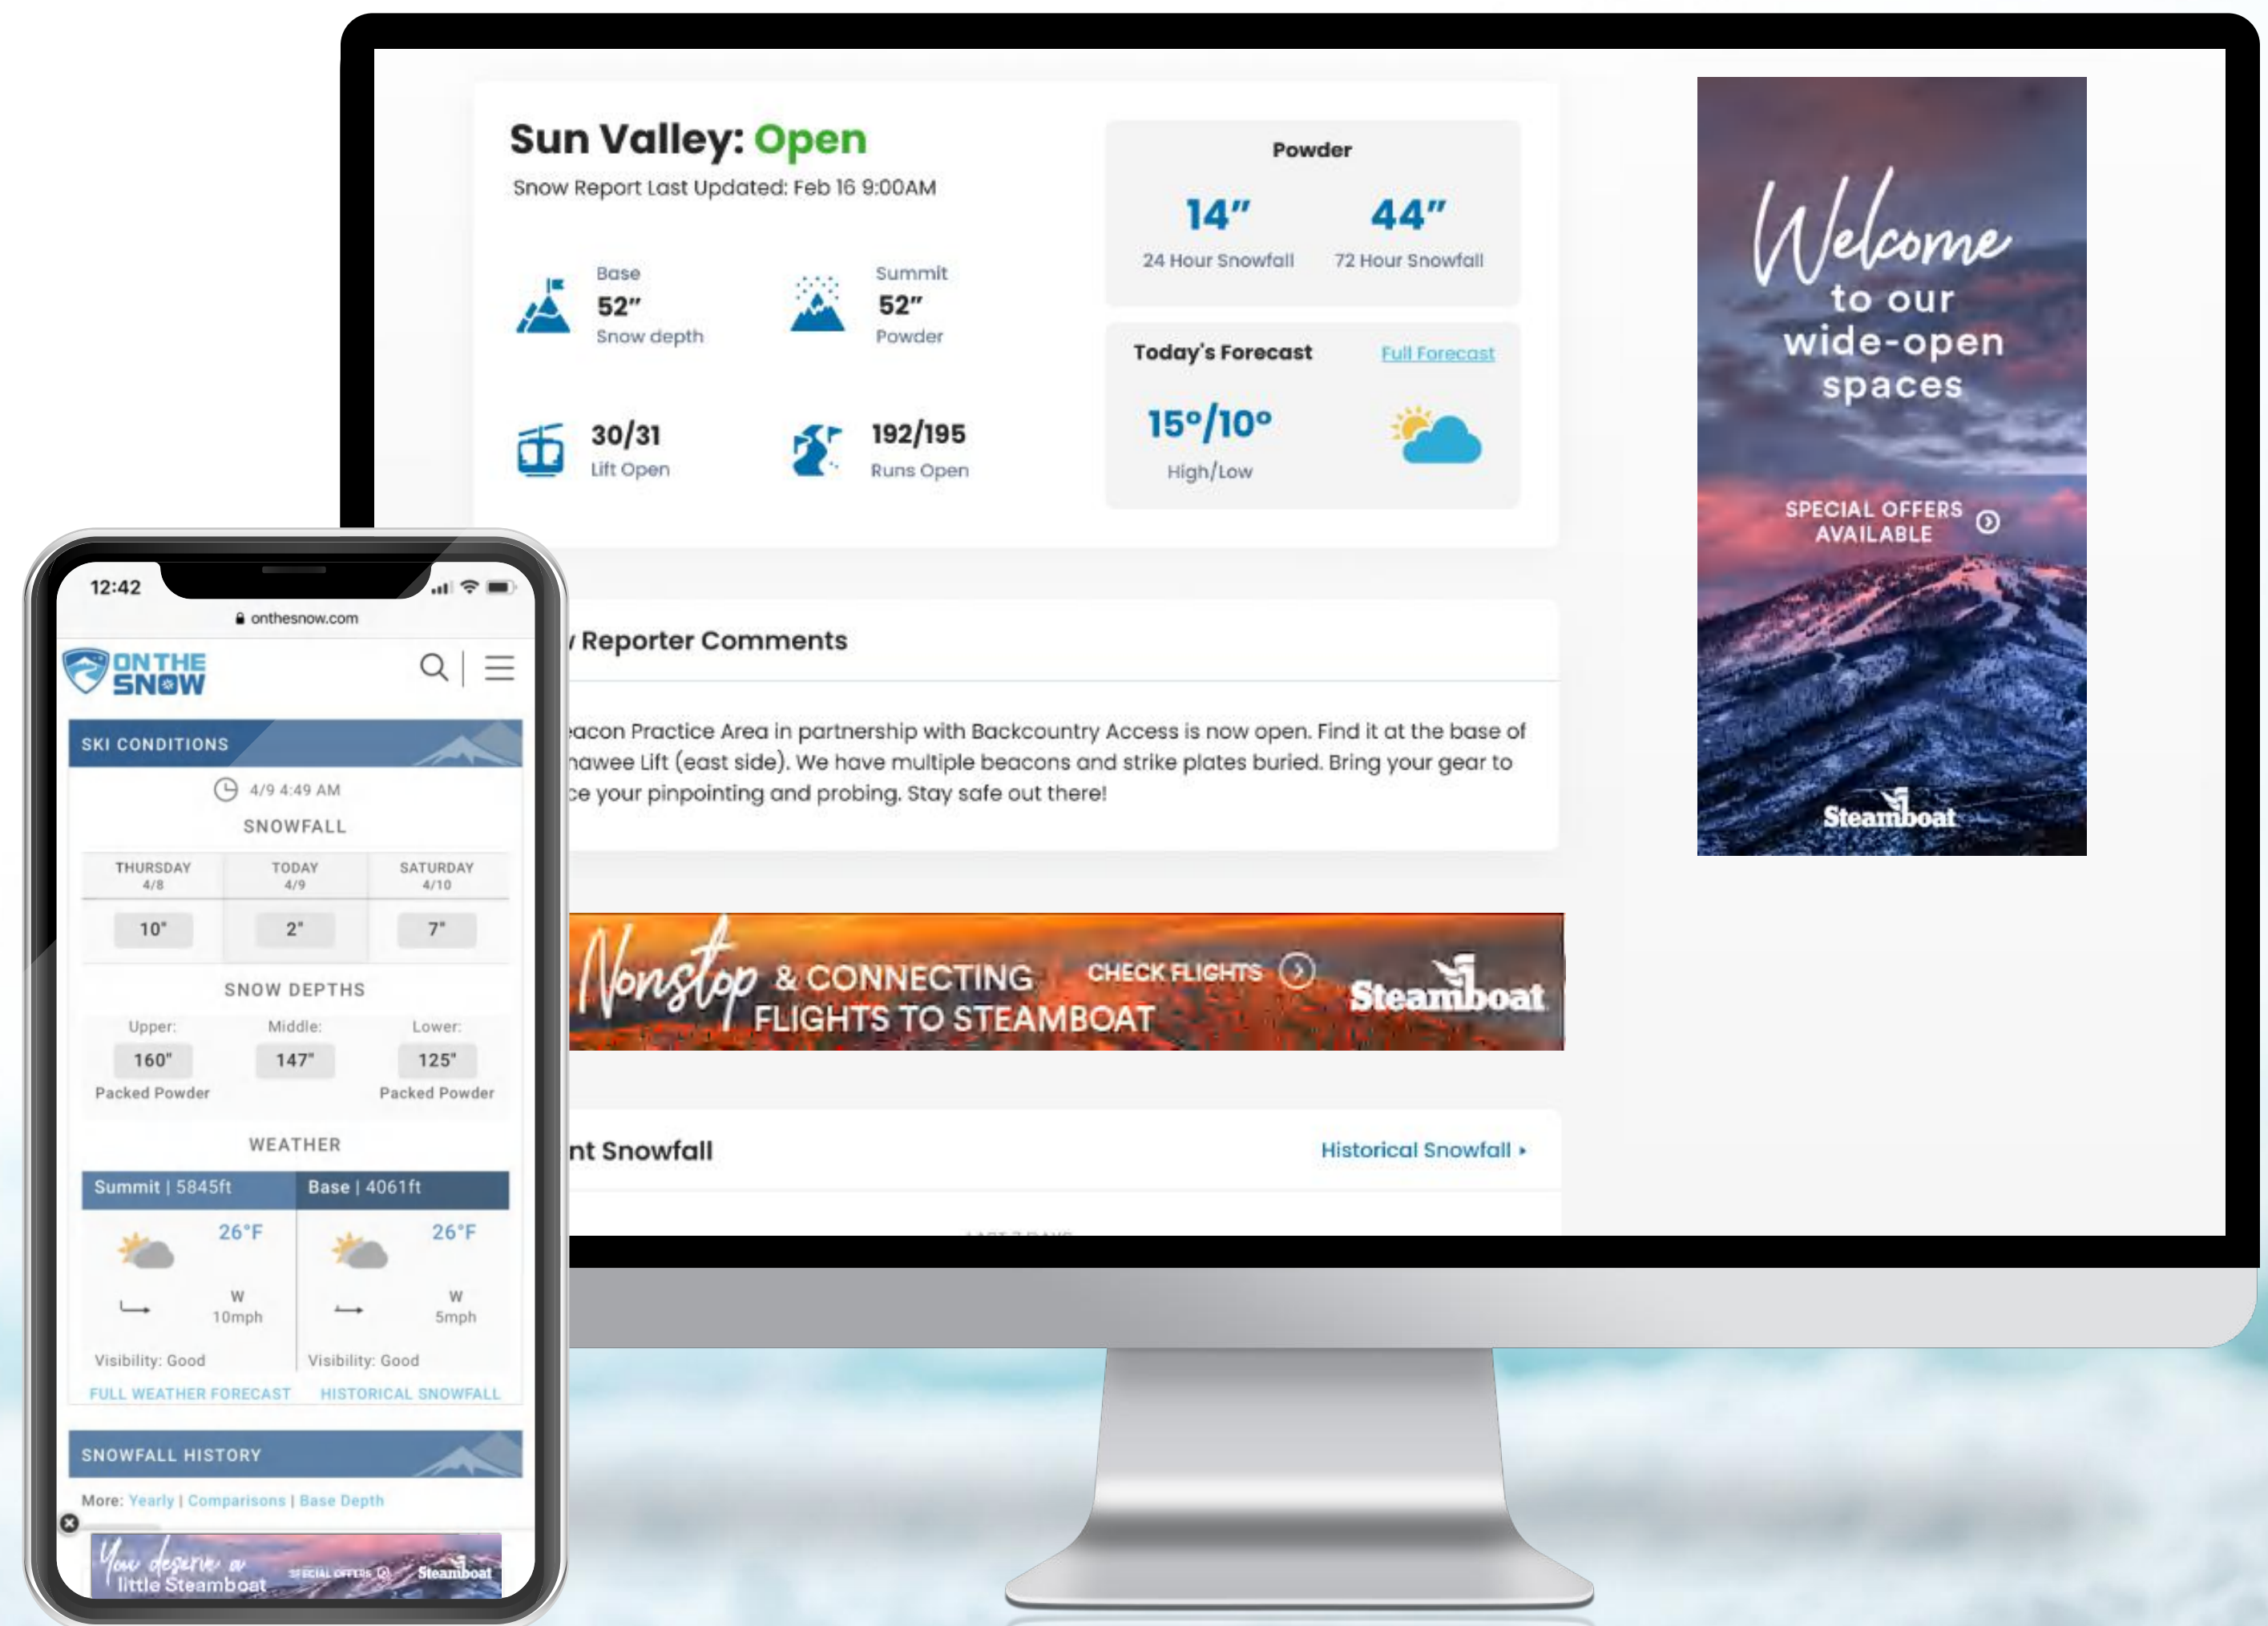 Sun Valley: Open
Snow Report Last Updated: Feb 16 9:00AM
Base
52"
Snow depth
Summit
52"
Powder
30/31
Lift Open
192/195
Runs Open
Powder
14"
24 Hour Snowfall
44"
72 Hour Snowfall
Today's Forecast
Full Forecast
15°/10°
High/Low
Welcome
to our
wide-open
spaces
SPECIAL OFFERS
AVAILABLE
Steamboat
Reporter Comments
Practice Area in partnership with Backcountry Access is now open. Find it at the base of
Lift (east side). We have multiple beacons and strike plates buried. Bring your gear to
your pinpointing and probing. Stay safe out there!
Nonstop & CONNECTING
FLIGHTS TO STEAMBOAT
CHECK FLIGHTS
Steamboat
Snowfall
Historical Snowfall
12:42
onthesnow.com
ON THE
SNOW
SKI CONDITIONS
4/9 4:49 AM
SNOWFALL
THURSDAY
4/8
TODAY
4/9
SATURDAY
4/10
10"
2"
7"
SNOW DEPTHS
Upper:
Middle:
Lower:
160"
147"
125"
Packed Powder
Packed Powder
WEATHER
Summit | 5845ft
Base | 4061ft
26°F
26°F
W
10mph
W
5mph
Visibility: Good
Visibility: Good
FULL WEATHER FORECAST
HISTORICAL SNOWFALL
SNOWFALL HISTORY
More: Yearly | Comparisons | Base Depth
You deserve a
little Steamboat
SPECIAL OFFERS
Steamboat